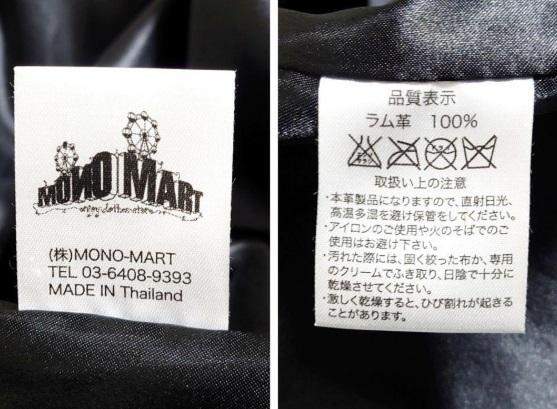 MONO MART
(株)MONO-MART
TEL 03-6408-9393
MADE IN Thailand
品質表示
ラム革 100%
取扱い上の注意
・本革製品になりますので、直射日光、
高温多湿を避け保管をしてください。
・アイロンのご使用や火のそばでのご
使用はお避け下さい。
・汚れた際には、固く絞った布か、専用
のクリームでふき取り、日陰で十分に
乾燥させてください。
・激しく乾燥すると、ひび割れが起きる
ことがあります。